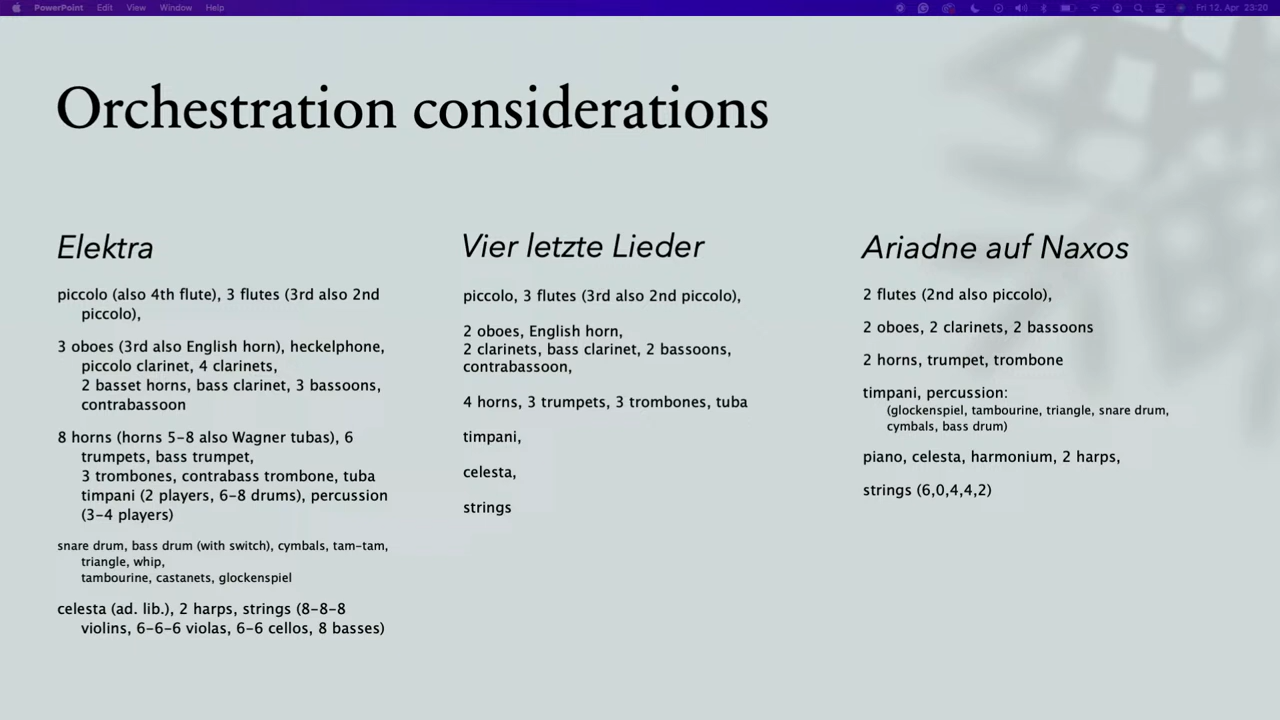 PowerPoint Edit View Window Help Fri 12. Apr 23:20
Orchestration considerations
Elektra
piccolo (also 4th flute), 3 flutes (3rd also 2nd
piccolo),
3 oboes (3rd also English horn), heckelphone,
piccolo clarinet, 4 clarinets,
2 basset horns, bass clarinet, 3 bassoons,
contrabassoon
8 horns (horns 5–8 also Wagner tubas), 6
trumpets, bass trumpet,
3 trombones, contrabass trombone, tuba
timpani (2 players, 6–8 drums), percussion
(3–4 players)
snare drum, bass drum (with switch), cymbals, tam-tam,
triangle, whip,
tambourine, castanets, glockenspiel
celesta (ad. lib.), 2 harps, strings (8–8–8
violins, 6–6–6 violas, 6–6 cellos, 8 basses)
Vier letzte Lieder
piccolo, 3 flutes (3rd also 2nd piccolo),
2 oboes, English horn,
2 clarinets, bass clarinet, 2 bassoons,
contrabassoon,
4 horns, 3 trumpets, 3 trombones, tuba
timpani,
celesta,
strings
Ariadne auf Naxos
2 flutes (2nd also piccolo),
2 oboes, 2 clarinets, 2 bassoons
2 horns, trumpet, trombone
timpani, percussion:
(glockenspiel, tambourine, triangle, snare drum,
cymbals, bass drum)
piano, celesta, harmonium, 2 harps,
strings (6,0,4,4,2)